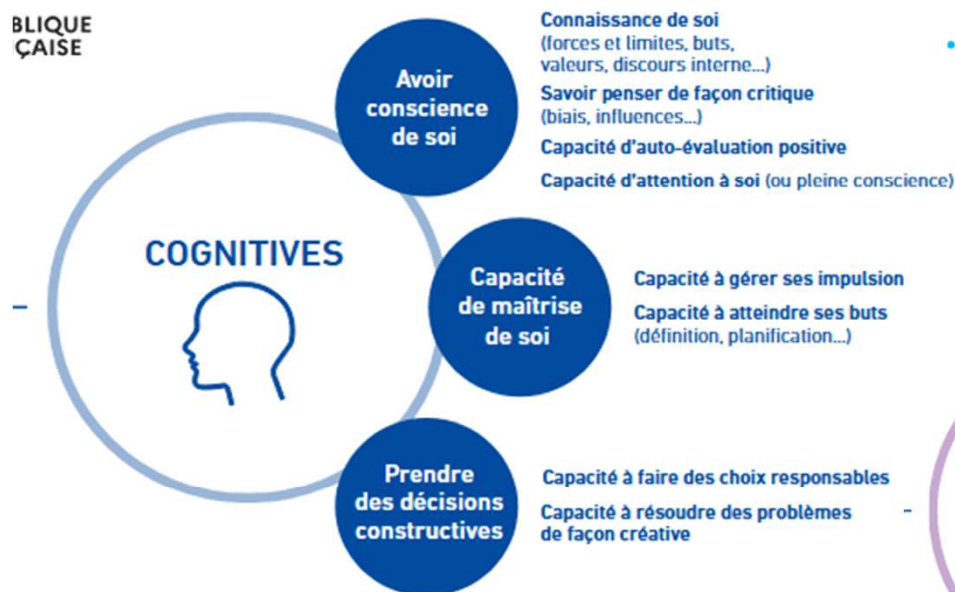 BLIQUE
ÇAISE
COGNITIVES
Avoir
conscience
de soi
Connaissance de soi
(forces et limites, buts,
valeurs, discours interne...)
Savoir penser de façon critique
(biais, influences...)
Capacité d'auto-évaluation positive
Capacité d'attention à soi (ou pleine conscience)
Capacité
de maîtrise
de soi
Capacité à gérer ses impulsion
Capacité à atteindre ses buts
(définition, planification...)
Prendre
des décisions
constructives
Capacité à faire des choix responsables
Capacité à résoudre des problèmes
de façon créative